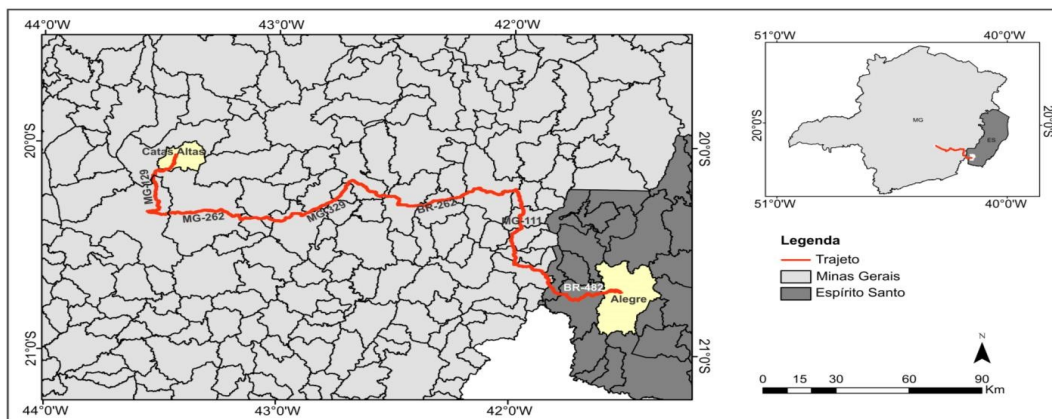 44°0'W 43°0'W 42°0'W
20°0'S
21°0'S
Catas Altas
MG-129
MG-262
MG-329
BR-262
MG-111
BR-482
Alegre
20°0'S
21°0'S
44°0'W 43°0'W 42°0'W
51°0'W 40°0'W
20°0'S
MG
ES
20°0'S
51°0'W 40°0'W
Legenda
Trajeto
Minas Gerais
Espírito Santo
N
0 15 30 60 90
Km